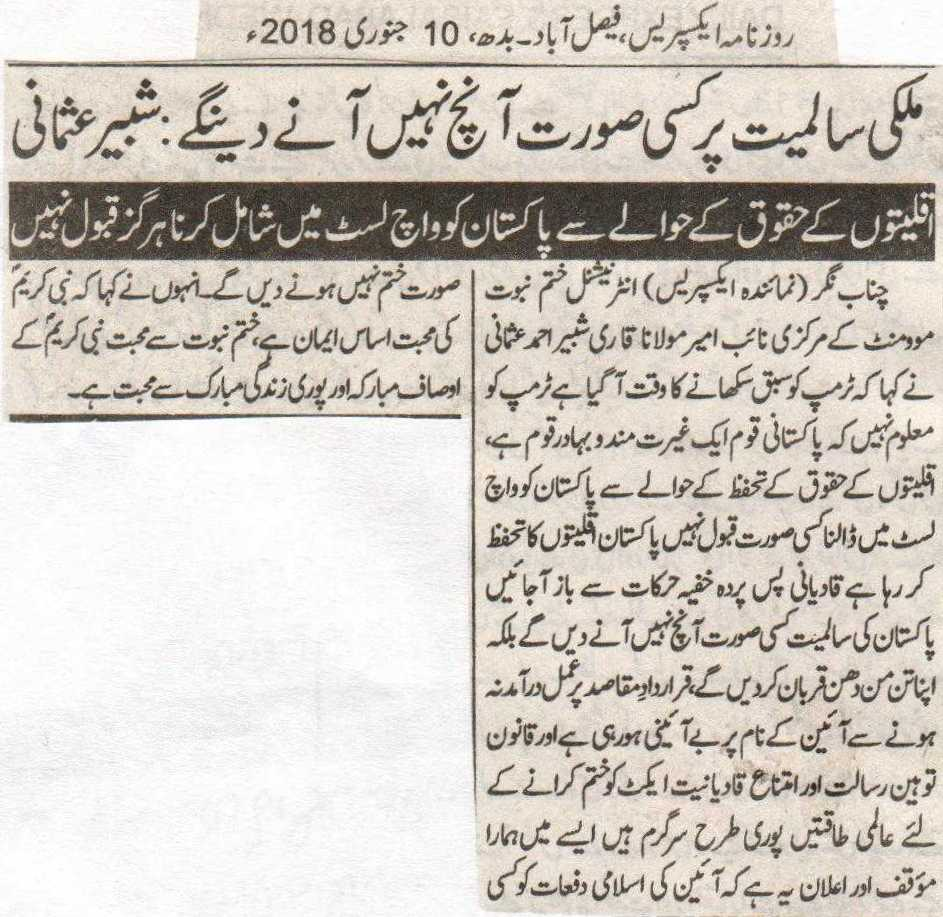 روزنامہ ایکسپریس، فیصل آباد۔ بدھ، 10 جنوری 2018ء
ملکی سالمیت پر کسی صورت آنچ نہیں آنے دینگے: شبیر عثمانی
اقلیتوں کے حقوق کے حوالے سے پاکستان کو واچ لسٹ میں شامل کرنا ہرگز قبول نہیں
چناب نگر (نمائندہ ایکسپریس) انٹرنیشنل ختم نبوت
موومنٹ کے مرکزی نائب امیر مولانا قاری شبیر احمد عثمانی
نے کہا کہ ٹرمپ کو سبق سکھانے کا وقت آ گیا ہے ٹرمپ کو
معلوم نہیں کہ پاکستانی قوم ایک غیرت مند و بہادر قوم ہے،
اقلیتوں کے حقوق کے تحفظ کے حوالے سے پاکستان کو واچ
لسٹ میں ڈالنا کسی صورت قبول نہیں پاکستان اقلیتوں کا تحفظ
کر رہا ہے قادیانی پس پردہ خفیہ حرکات سے باز آجائیں
پاکستان کی سالمیت کسی صورت آنچ نہیں آنے دیں گے بلکہ
اپنا تن من دھن قربان کر دیں گے، قرارداد مقاصد پر عمل درآمد نہ
ہونے سے آئین کے نام پر بے آئینی ہو رہی ہے اور قانون
توہین رسالت اور امتناع قادیانیت ایکٹ کو ختم کرانے کے
لئے عالمی طاقتیں پوری طرح سرگرم ہیں ایسے میں ہمارا
مؤقف اور اعلان یہ ہے کہ آئین کی اسلامی دفعات کو کسی
صورت ختم نہیں ہونے دیں گے۔ انہوں نے کہا کہ نبی کریمؐ
کی محبت اساس ایمان ہے، ختم نبوت سے محبت نبی کریمؐ کے
اوصاف مبارکہ اور پوری زندگی مبارک سے محبت ہے۔